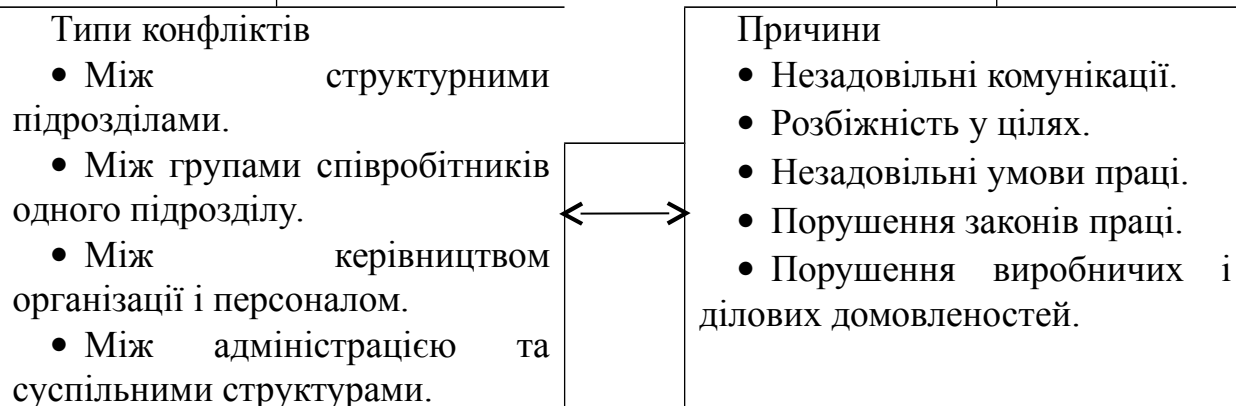 Типи конфліктів
• Між структурними
підрозділами.
• Між групами співробітників
одного підрозділу.
• Між керівництвом
організації і персоналом.
• Між адміністрацією та
суспільними структурами.
Причини
• Незадовільні комунікації.
• Розбіжність у цілях.
• Незадовільні умови праці.
• Порушення законів праці.
• Порушення виробничих і
ділових домовленостей.